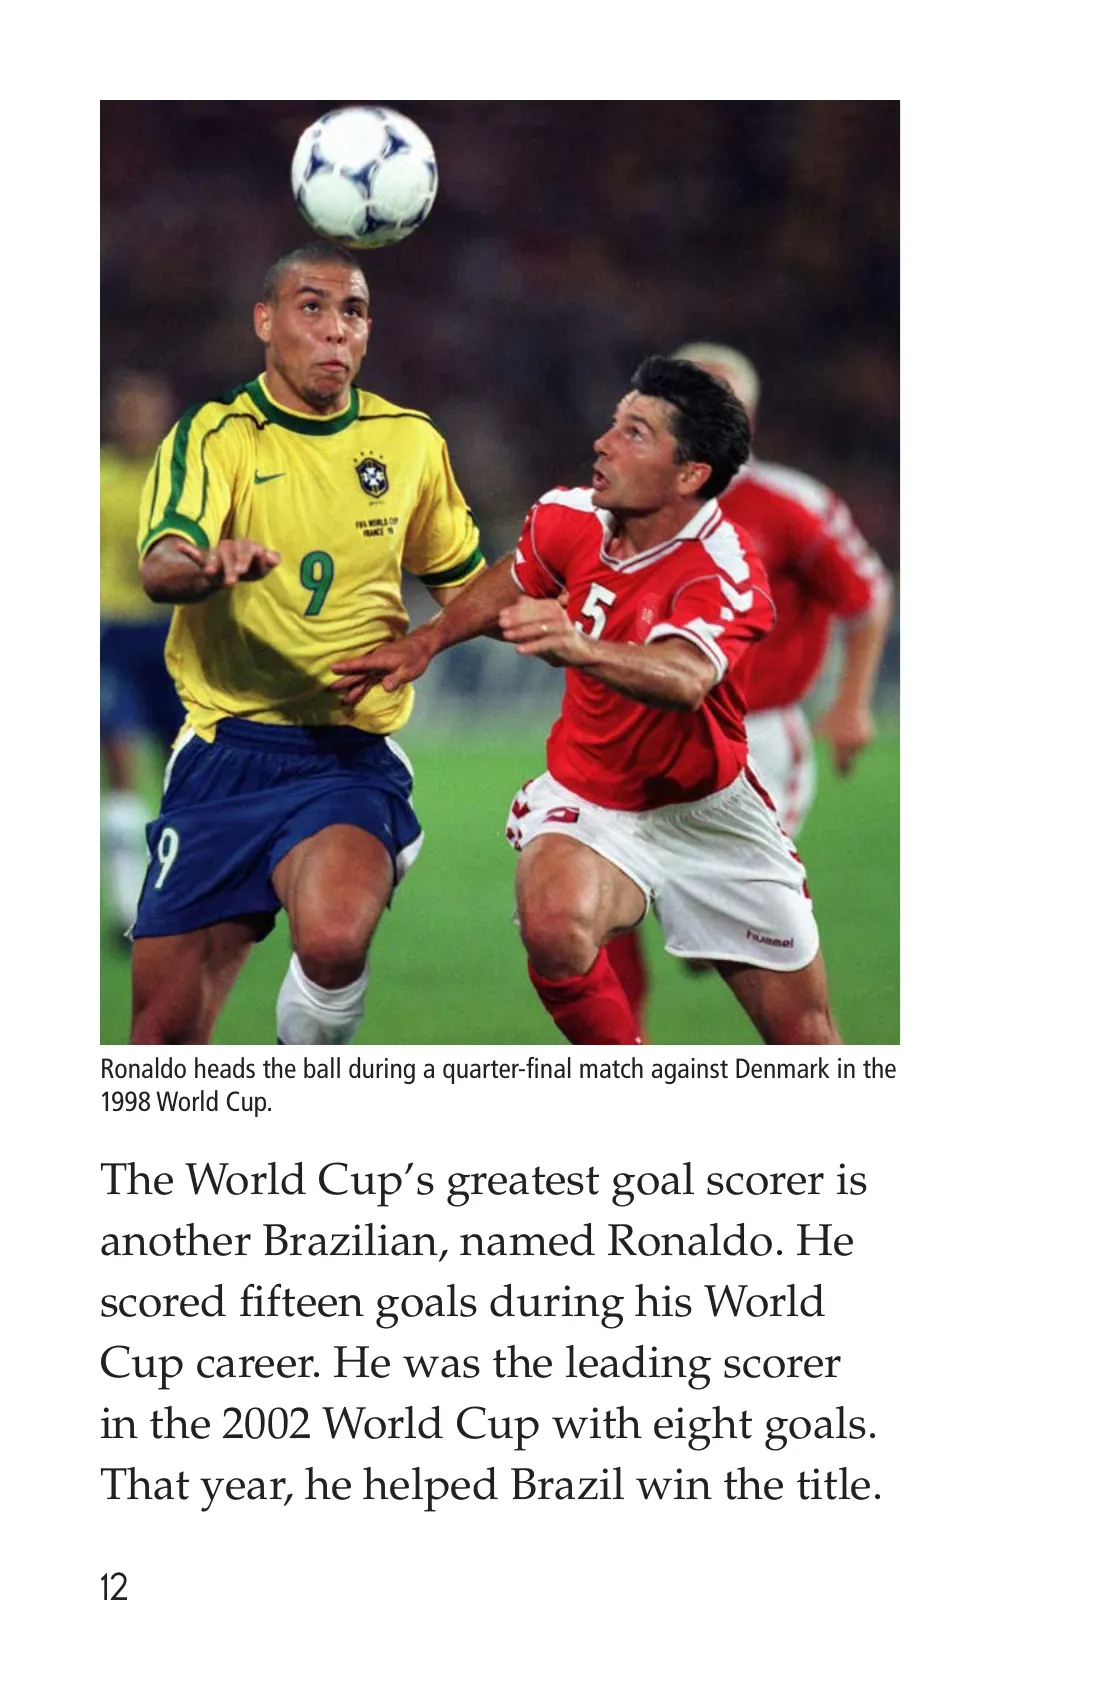 FIFA WORLD CUP
FRANCE 98
9
5
9
hummel
Ronaldo heads the ball during a quarter-final match against Denmark in the
1998 World Cup.
The World Cup’s greatest goal scorer is
another Brazilian, named Ronaldo. He
scored fifteen goals during his World
Cup career. He was the leading scorer
in the 2002 World Cup with eight goals.
That year, he helped Brazil win the title.
12